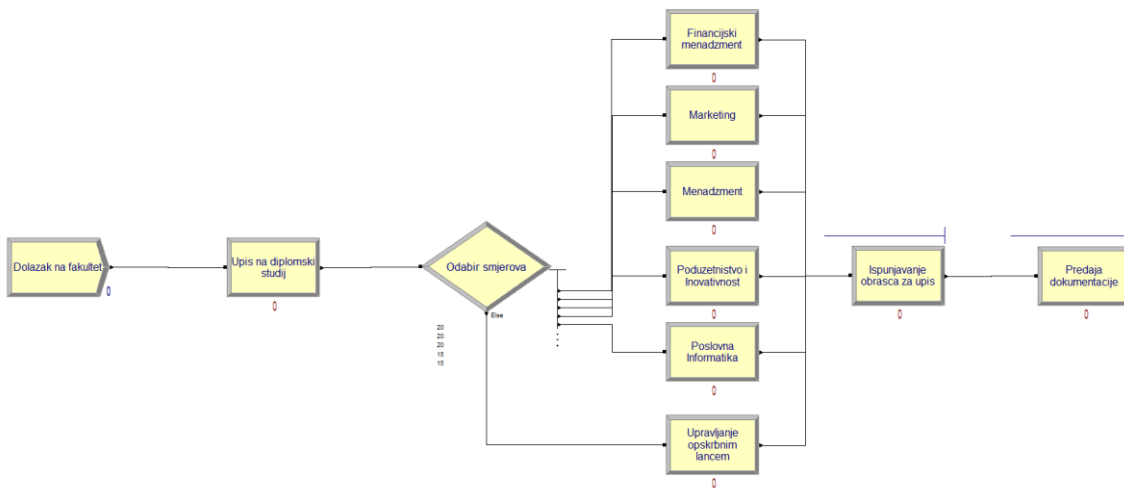 Financijski
menadzment
0
Marketing
0
Menadzment
0
Dolazak na fakultet
0
Upis na diplomski
studij
0
Odabir smjerova
Else
20
20
20
15
15
Poduzetnistvo i
Inovativnost
0
Poslovna
Informatika
0
Upravljanje
opskrbnim
lancem
0
Ispunjavanje
obrasca za upis
0
Predaja
dokumentacije
0